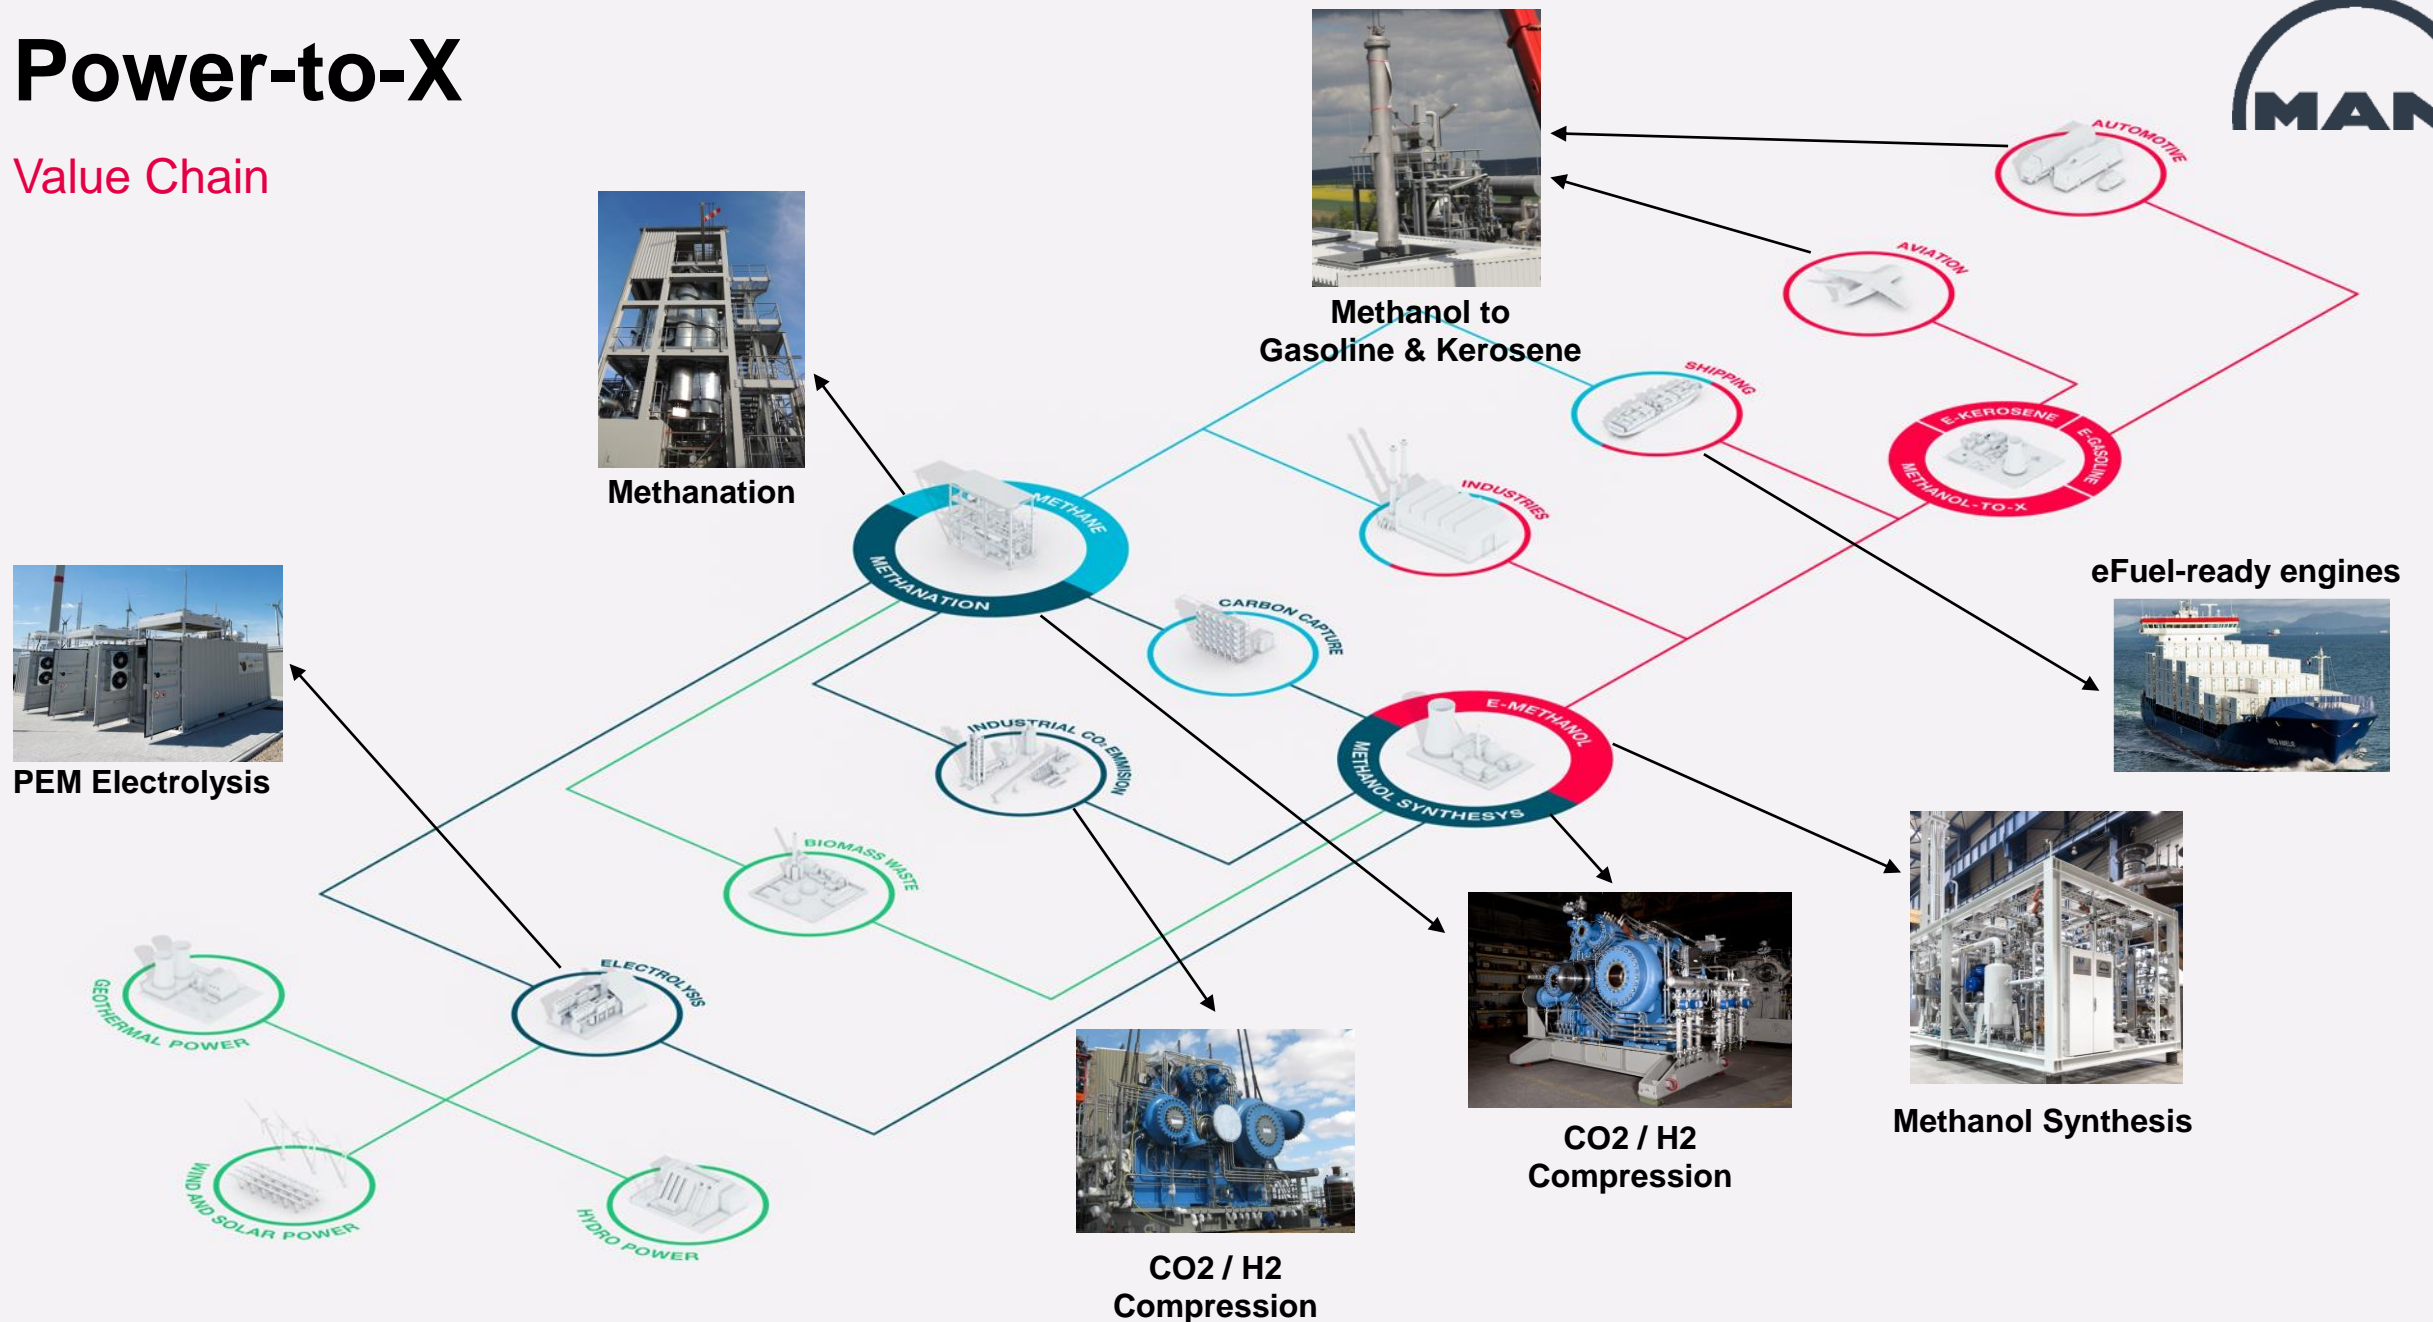 Power-to-X
Value Chain
MAN
AUTOMOTIVE
AVIATION
Methanol to
Gasoline & Kerosene
SHIPPING
E-KEROSENE
E-GASOLINE
METHANOL-TO-X
Methanation
METHANE
METHANATION
INDUSTRIES
eFuel-ready engines
CARBON CAPTURE
INDUSTRIAL CO₂ EMMISION
E-METHANOL
METHANOL SYNTHESYS
PEM Electrolysis
BIOMASS WASTE
ELECTROLYSIS
GEOTHERMAL POWER
WIND AND SOLAR POWER
HYDRO POWER
Methanol Synthesis
CO2 / H2
Compression
CO2 / H2
Compression